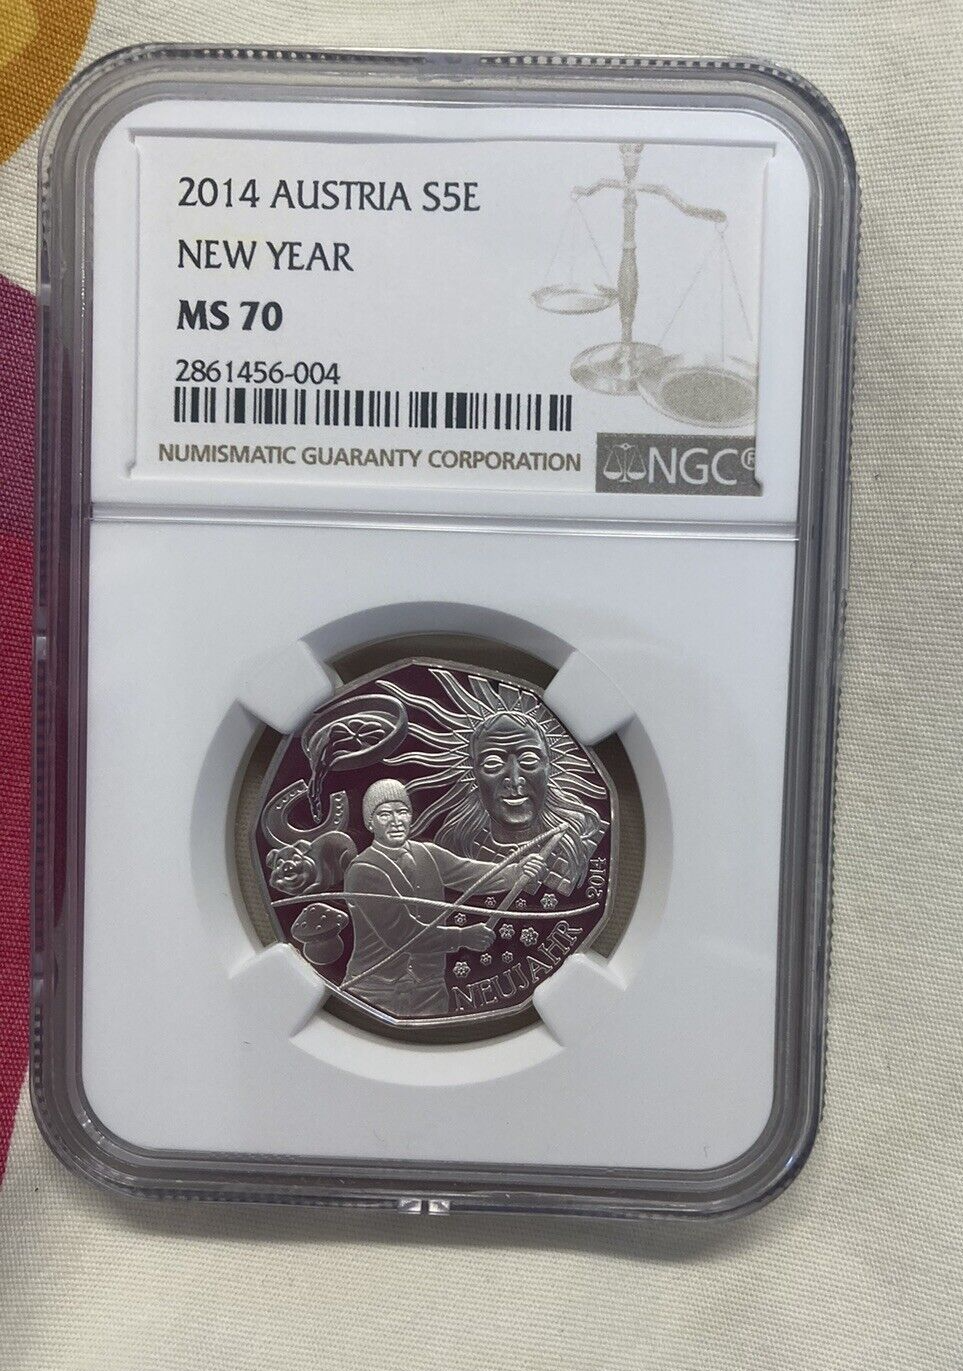 2014 AUSTRIA S5E
NEW YEAR
MS 70
2861456-004
NUMISMATIC GUARANTY CORPORATION
NGC®
2014
NEUJAHR